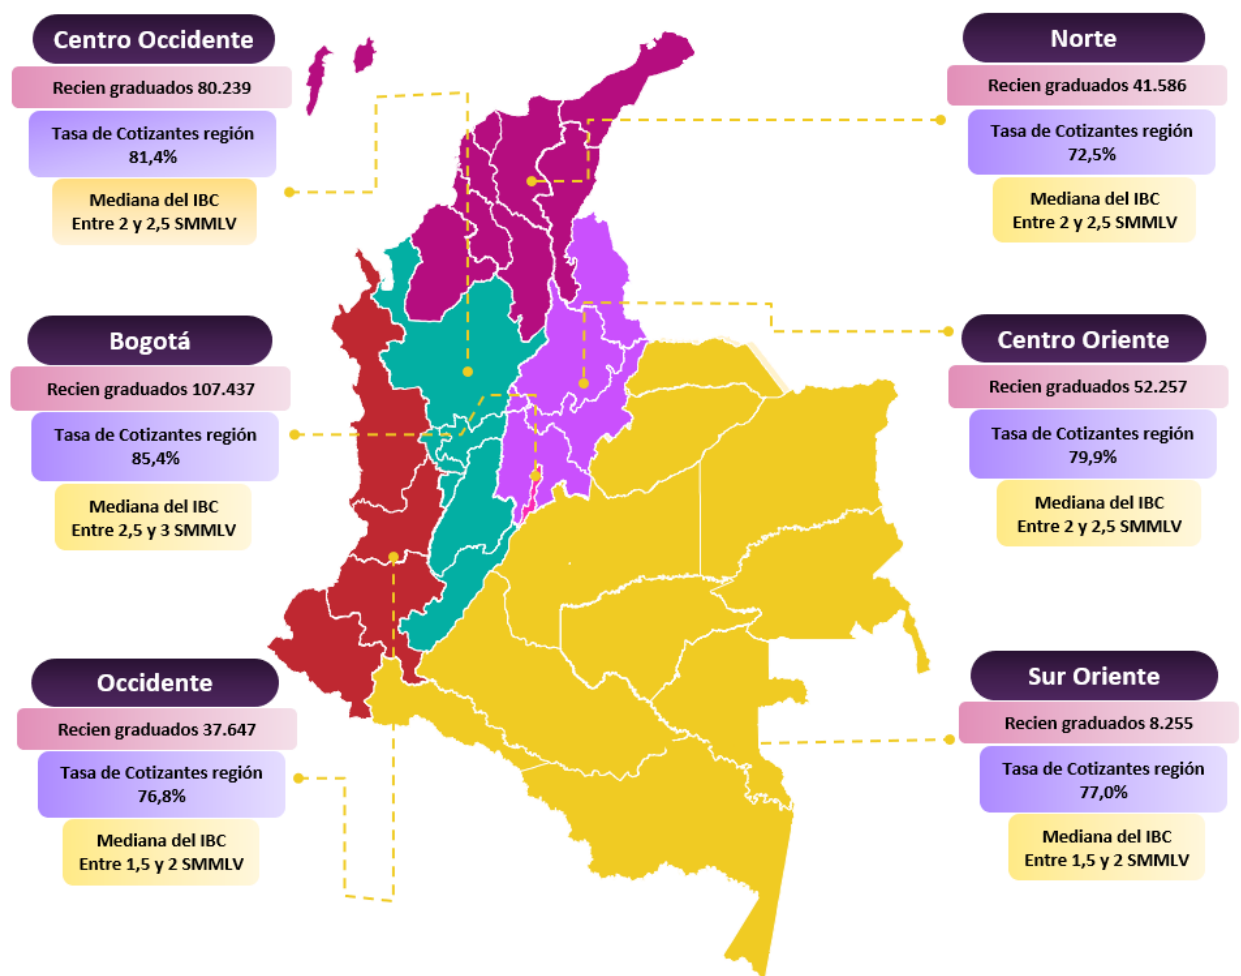 Centro Occidente
Recien graduados 80.239
Tasa de Cotizantes región
81,4%
Mediana del IBC
Entre 2 y 2,5 SMMLV
Norte
Recien graduados 41.586
Tasa de Cotizantes región
72,5%
Mediana del IBC
Entre 2 y 2,5 SMMLV
Bogotá
Recien graduados 107.437
Tasa de Cotizantes región
85,4%
Mediana del IBC
Entre 2,5 y 3 SMMLV
Centro Oriente
Recien graduados 52.257
Tasa de Cotizantes región
79,9%
Mediana del IBC
Entre 2 y 2,5 SMMLV
Occidente
Recien graduados 37.647
Tasa de Cotizantes región
76,8%
Mediana del IBC
Entre 1,5 y 2 SMMLV
Sur Oriente
Recien graduados 8.255
Tasa de Cotizantes región
77,0%
Mediana del IBC
Entre 1,5 y 2 SMMLV